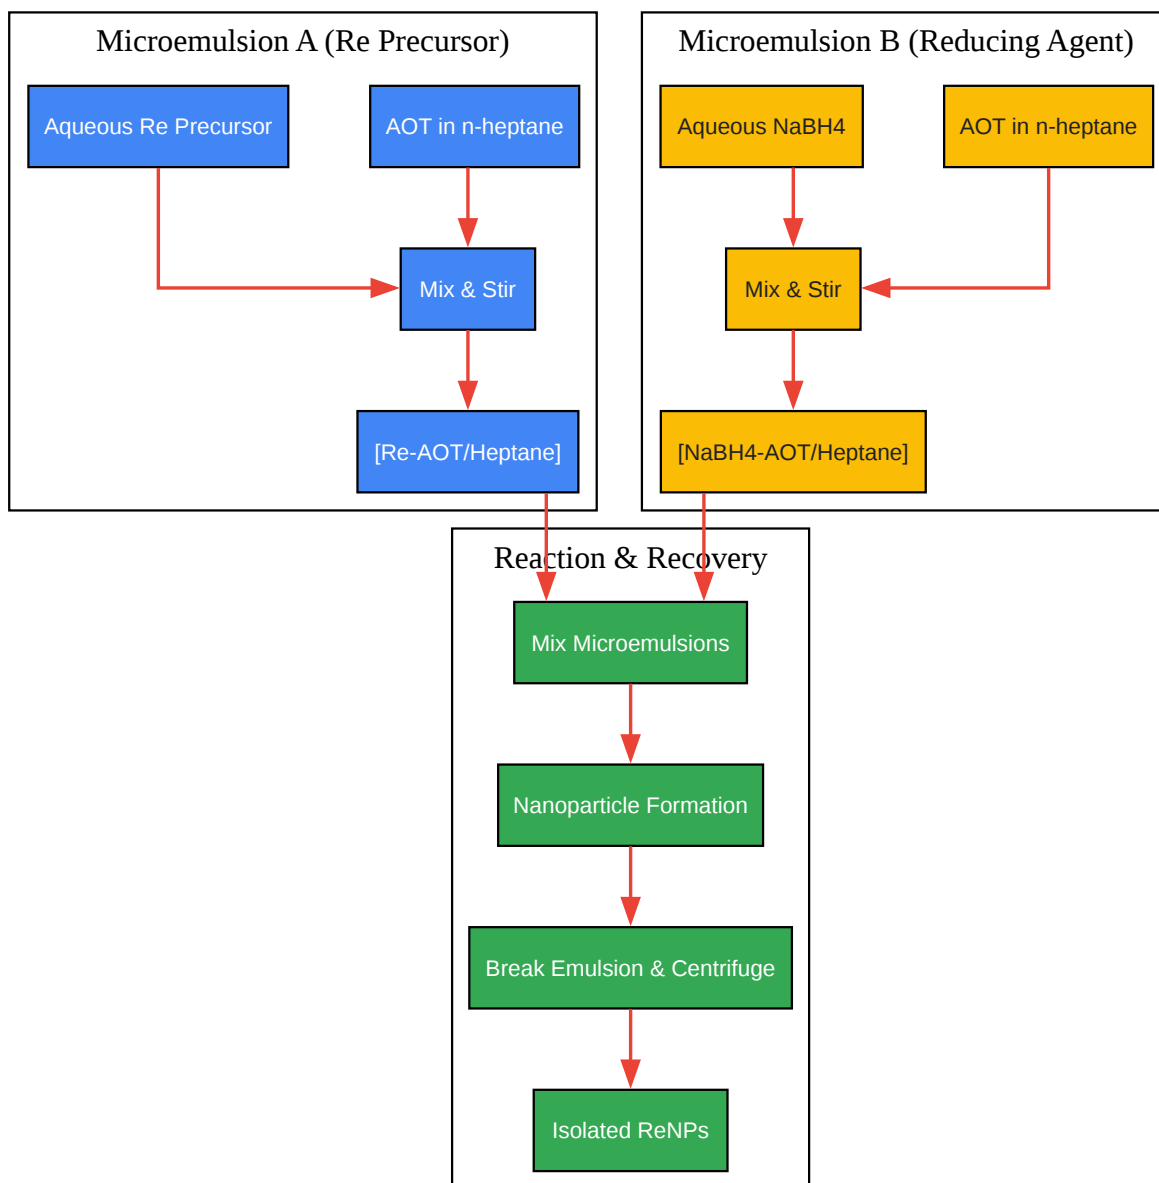 Microemulsion A (Re Precursor)
Aqueous Re Precursor
AOT in n-heptane
Mix & Stir
[Re-AOT/Heptane]
Microemulsion B (Reducing Agent)
Aqueous NaBH4
AOT in n-heptane
Mix & Stir
[NaBH4-AOT/Heptane]
Reaction & Recovery
Mix Microemulsions
Nanoparticle Formation
Break Emulsion & Centrifuge
Isolated ReNPs